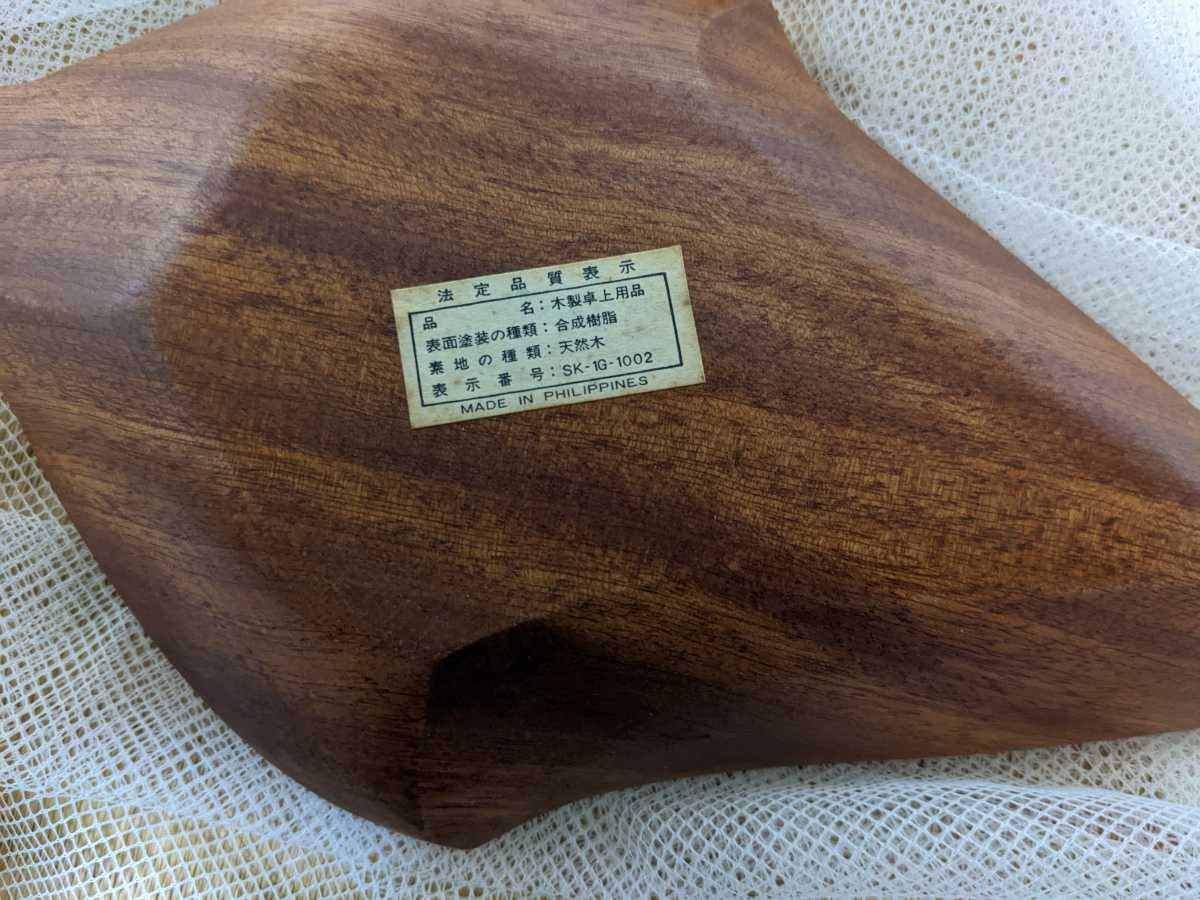 法定品質表示
品名：木製卓上用品
表面塗装の種類：合成樹脂
素地の種類：天然木
表示番号：SK-1G-1002
MADE IN PHILIPPINES